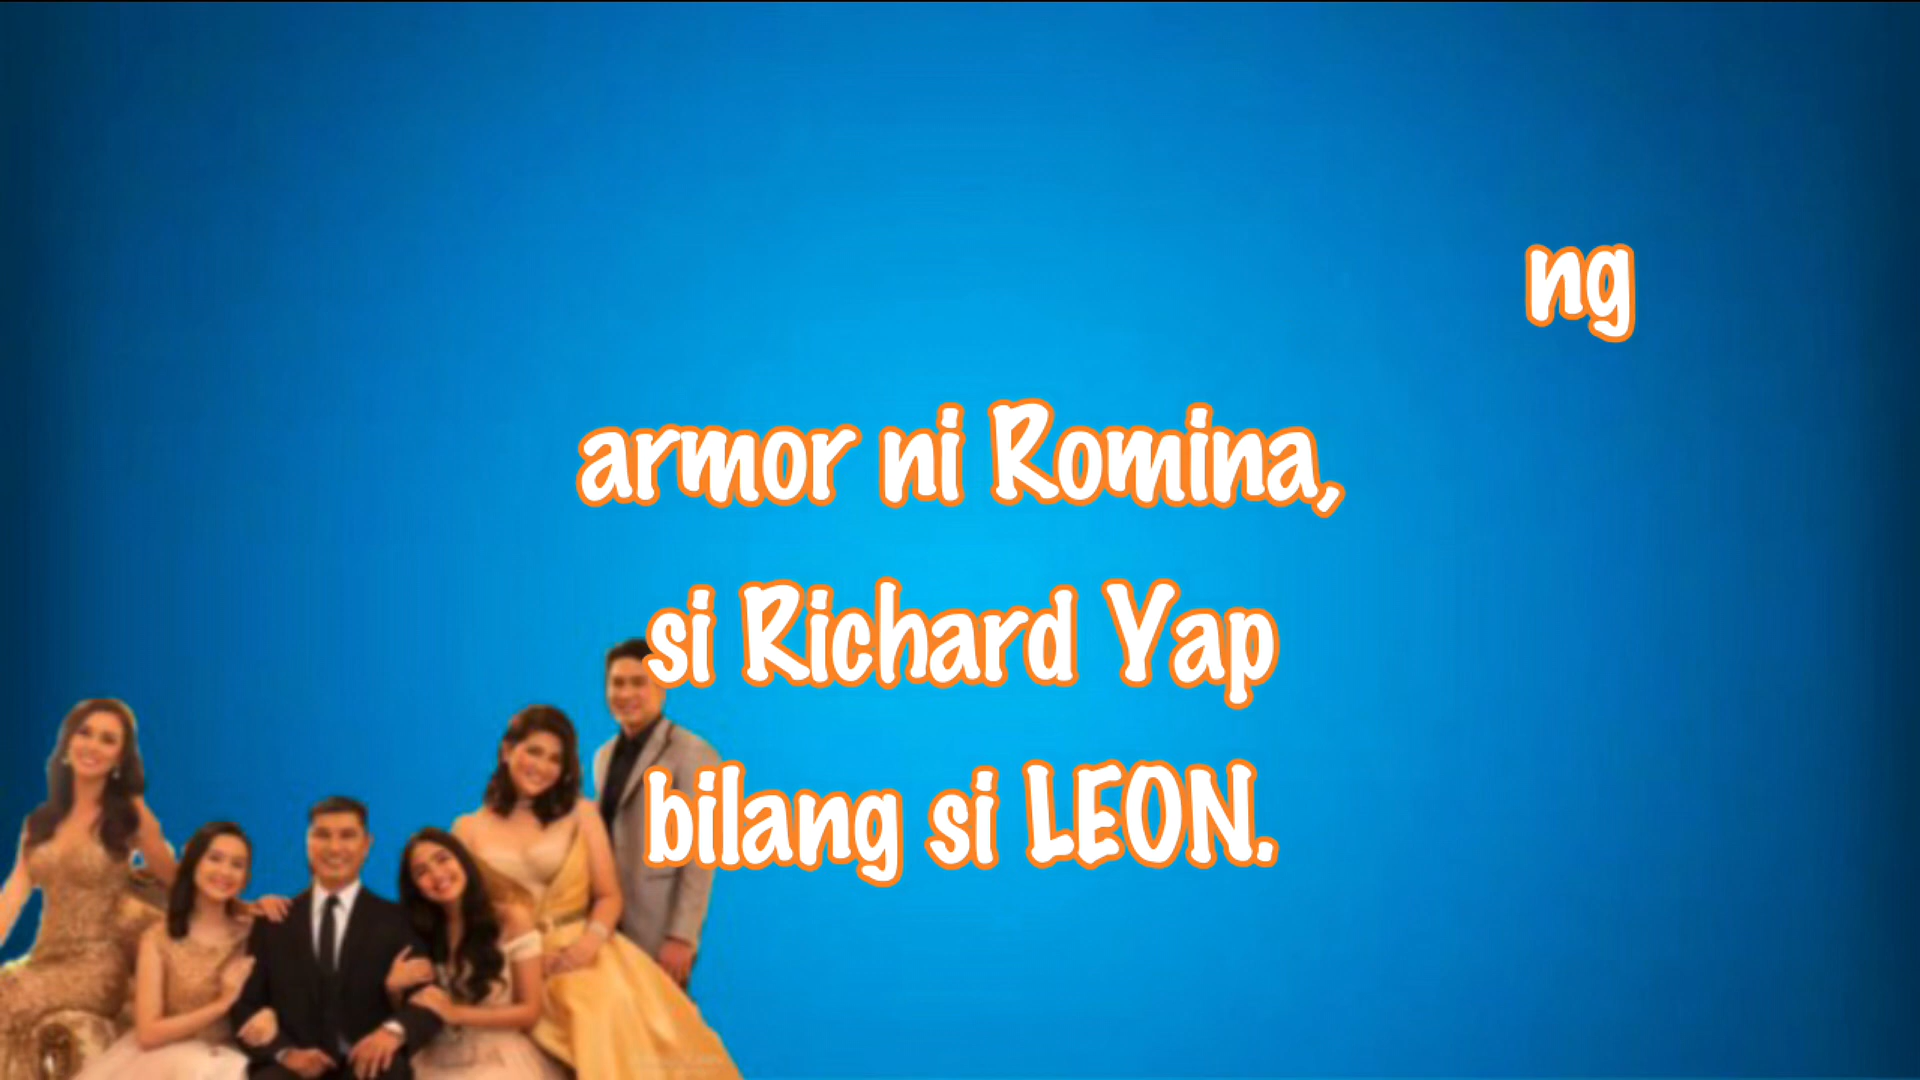 ng
armor ni Romina,
si Richard Yap
bilang si LEON.